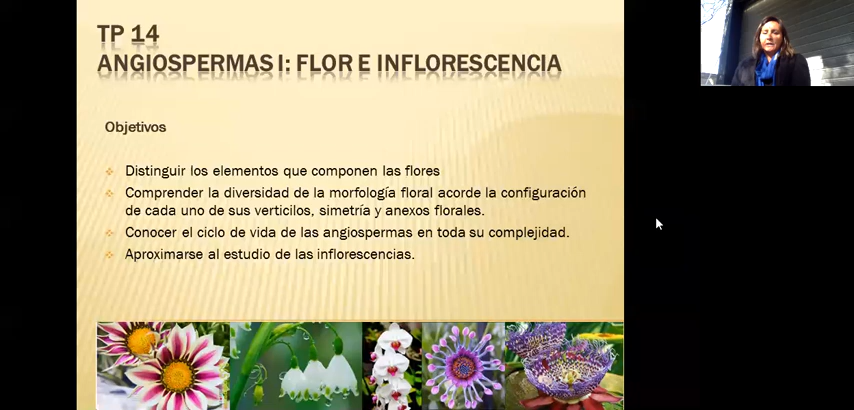 TP 14
ANGIOSPERMAS I: FLOR E INFLORESCENCIA
Objetivos
Distinguir los elementos que componen las flores
Comprender la diversidad de la morfología floral acorde la configuración
de cada uno de sus verticilos, simetría y anexos florales.
Conocer el ciclo de vida de las angiospermas en toda su complejidad.
Aproximarse al estudio de las inflorescencias.